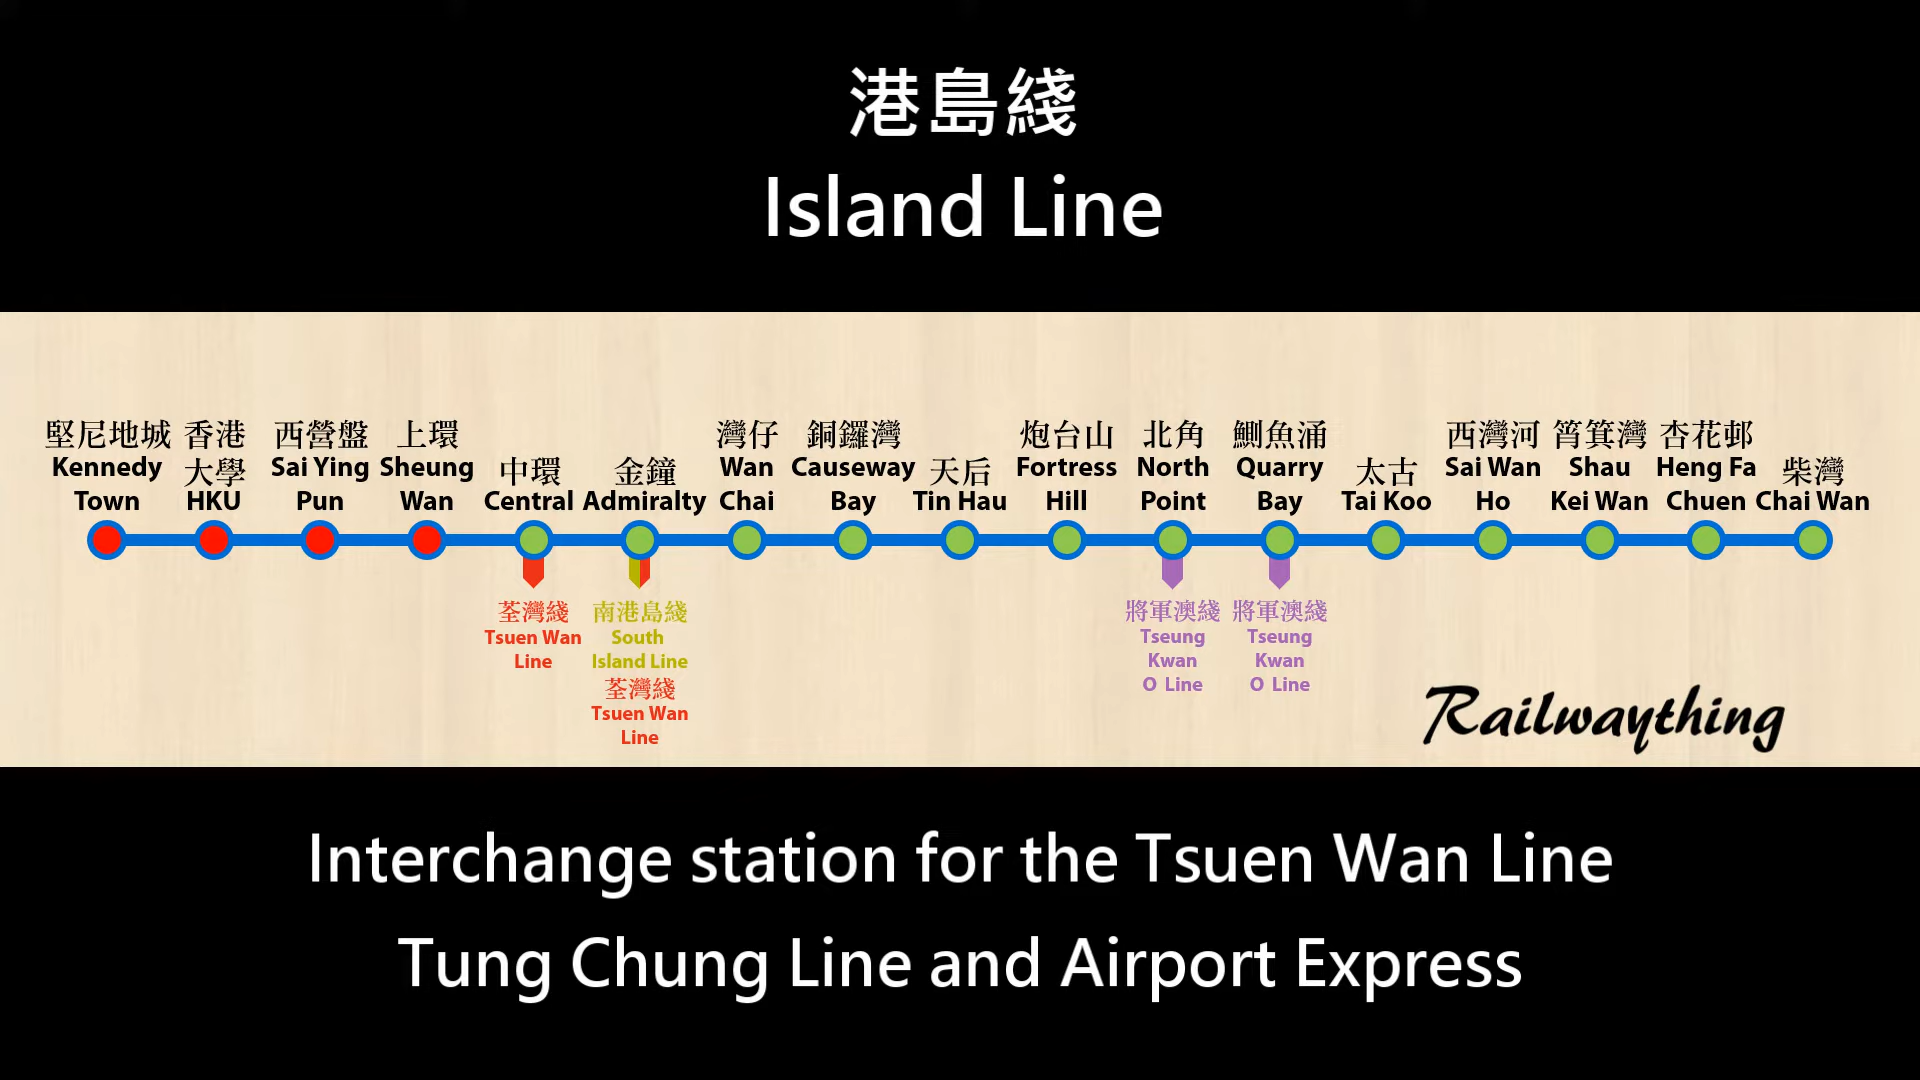 港島綫
Island Line
堅尼地城
Kennedy
Town
香港
大學
HKU
西營盤
Sai Ying
Pun
上環
Sheung
Wan
中環
Central
金鐘
Admiralty
灣仔
Wan
Chai
銅鑼灣
Causeway
Bay
天后
Tin Hau
炮台山
Fortress
Hill
北角
North
Point
鰂魚涌
Quarry
Bay
太古
Tai Koo
西灣河
Sai Wan
Ho
筲箕灣
Shau
Kei Wan
杏花邨
Heng Fa
Chuen
柴灣
Chai Wan
荃灣綫
Tsuen Wan
Line
南港島綫
South
Island Line
荃灣綫
Tsuen Wan
Line
將軍澳綫
Tseung
Kwan
O Line
將軍澳綫
Tseung
Kwan
O Line
Railwaything
Interchange station for the Tsuen Wan Line
Tung Chung Line and Airport Express